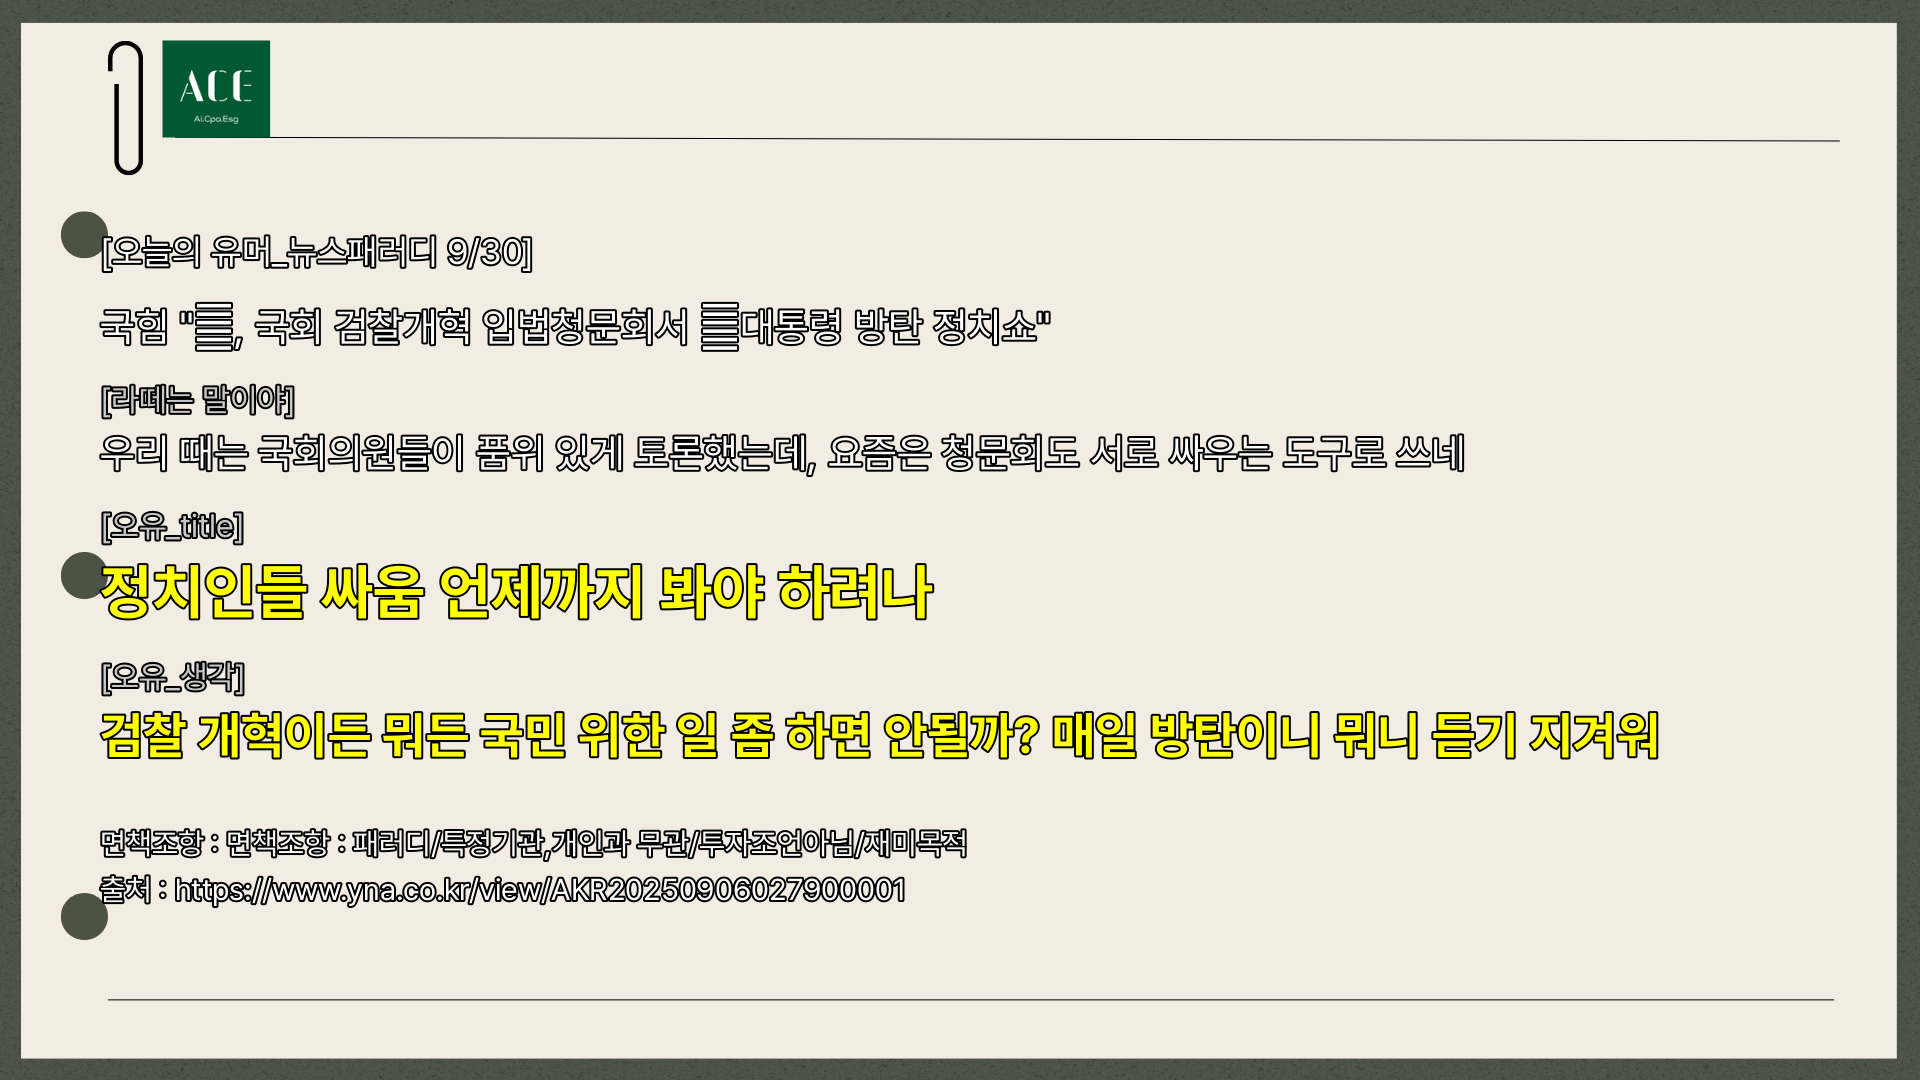 ACE
Ai.Cpa.Esg
[오늘의 유머_뉴스패러디 9/30]
국힘 "䷀, 국회 검찰개혁 입법청문회서 ䷀대통령 방탄 정치쇼"
[라떼는 말이야]
우리 때는 국회의원들이 품위 있게 토론했는데, 요즘은 청문회도 서로 싸우는 도구로 쓰네
[오유_title]
정치인들 싸움 언제까지 봐야 하려나
[오유_생각]
검찰 개혁이든 뭐든 국민 위한 일 좀 하면 안될까? 매일 방탄이니 뭐니 듣기 지겨워
면책조항 : 면책조항 : 패러디/특정기관,개인과 무관/투자조언아님/재미목적
출처 : https://www.yna.co.kr/view/AKR20250906027900001